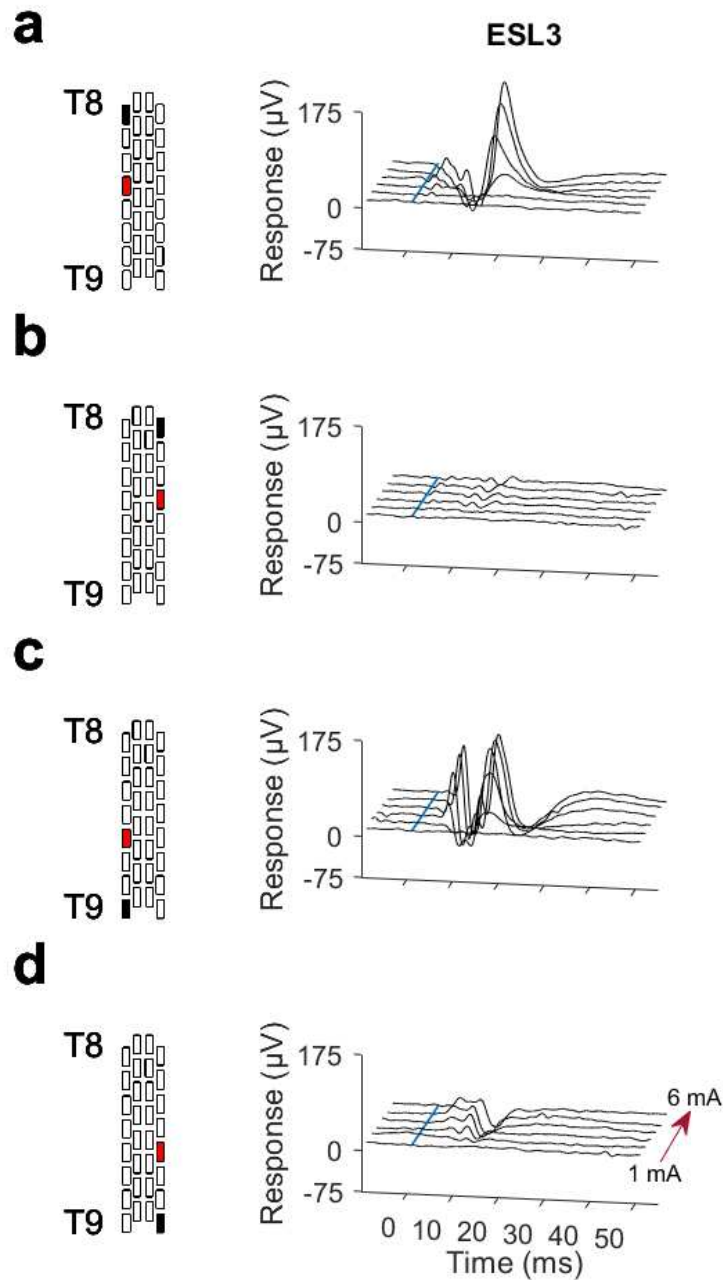 a
ESL3
T8
T9
Response (µV)
175
0
-75
b
T8
T9
Response (µV)
175
0
-75
c
T8
T9
Response (µV)
175
0
-75
d
T8
T9
Response (µV)
175
0
-75
6 mA
1 mA
0 10 20 30 40 50
Time (ms)